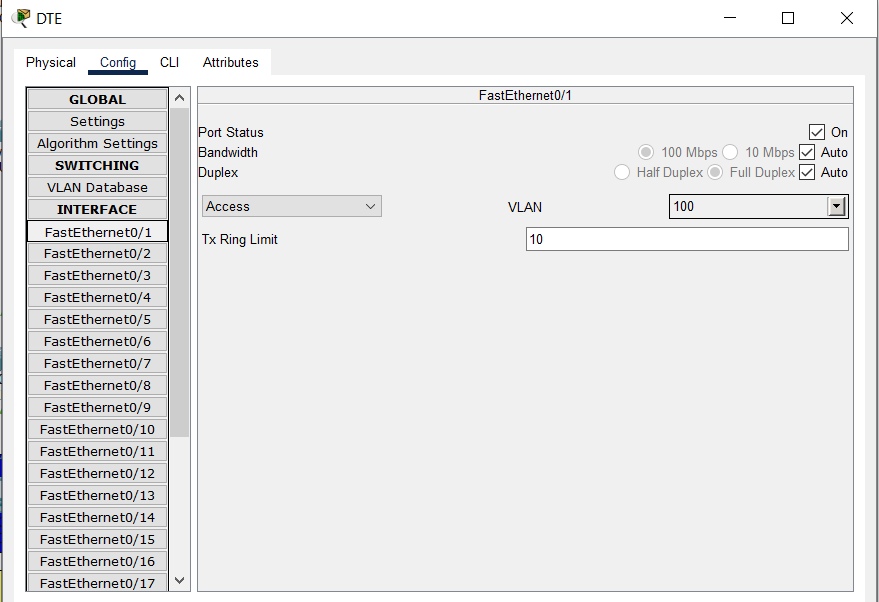 DTE
Physical Config CLI Attributes
GLOBAL
Settings
Algorithm Settings
SWITCHING
VLAN Database
INTERFACE
FastEthernet0/1
FastEthernet0/2
FastEthernet0/3
FastEthernet0/4
FastEthernet0/5
FastEthernet0/6
FastEthernet0/7
FastEthernet0/8
FastEthernet0/9
FastEthernet0/10
FastEthernet0/11
FastEthernet0/12
FastEthernet0/13
FastEthernet0/14
FastEthernet0/15
FastEthernet0/16
FastEthernet0/17
FastEthernet0/1
Port Status On
Bandwidth 100 Mbps 10 Mbps Auto
Duplex Half Duplex Full Duplex Auto
Access VLAN 100
Tx Ring Limit 10